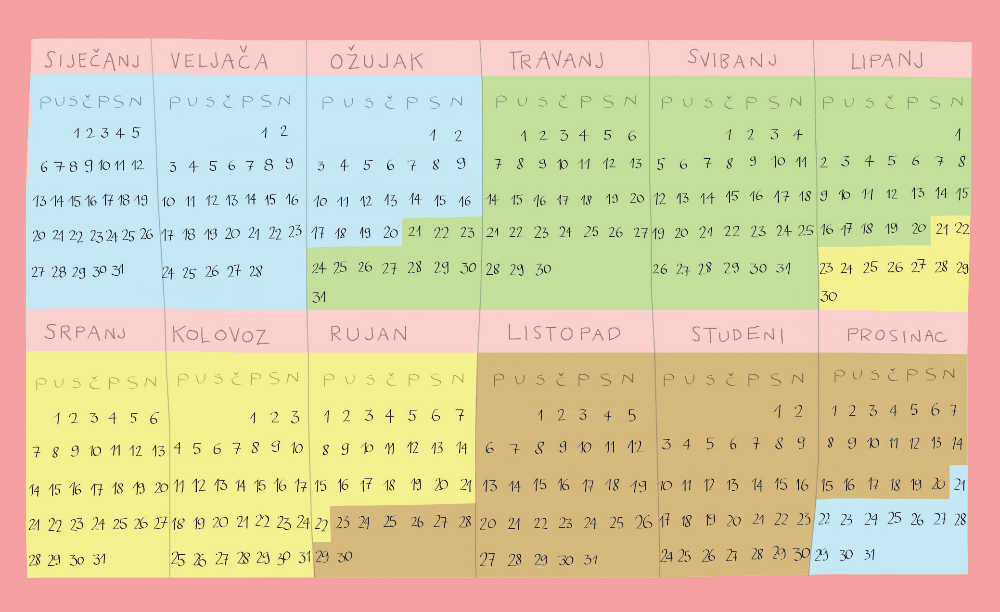 SIJEČANJ
P U S Č P S N
1 2 3 4 5
6 7 8 9 10 11 12
13 14 15 16 17 18 19
20 21 22 23 24 25 26
27 28 29 30 31
VELJAČA
P U S Č P S N
1 2
3 4 5 6 7 8 9
10 11 12 13 14 15 16
17 18 19 20 21 22 23
24 25 26 27 28
OŽUJAK
P U S Č P S N
1 2
3 4 5 6 7 8 9
10 11 12 13 14 15 16
17 18 19 20 21 22 23
24 25 26 27 28 29 30
31
TRAVANJ
P U S Č P S N
1 2 3 4 5 6
7 8 9 10 11 12 13
14 15 16 17 18 19 20
21 22 23 24 25 26 27
28 29 30
SVIBANJ
P U S Č P S N
1 2 3 4
5 6 7 8 9 10 11
12 13 14 15 16 17 18
19 20 21 22 23 24 25
26 27 28 29 30 31
LIPANJ
P U S Č P S N
1
2 3 4 5 6 7 8
9 10 11 12 13 14 15
16 17 18 19 20 21 22
23 24 25 26 27 28 29
30
SRPANJ
P U S Č P S N
1 2 3 4 5 6
7 8 9 10 11 12 13
14 15 16 17 18 19 20
21 22 23 24 25 26 27
28 29 30 31
KOLOVOZ
P U S Č P S N
1 2 3
4 5 6 7 8 9 10
11 12 13 14 15 16 17
18 19 20 21 22 23 24
25 26 27 28 29 30 31
RUJAN
P U S Č P S N
1 2 3 4 5 6 7
8 9 10 11 12 13 14
15 16 17 18 19 20 21
22 23 24 25 26 27 28
29 30
LISTOPAD
P U S Č P S N
1 2 3 4 5
6 7 8 9 10 11 12
13 14 15 16 17 18 19
20 21 22 23 24 25 26
27 28 29 30 31
STUDENI
P U S Č P S N
1 2
3 4 5 6 7 8 9
10 11 12 13 14 15 16
17 18 19 20 21 22 23
24 25 26 27 28 29 30
PROSINAC
P U S Č P S N
1 2 3 4 5 6 7
8 9 10 11 12 13 14
15 16 17 18 19 20 21
22 23 24 25 26 27 28
29 30 31